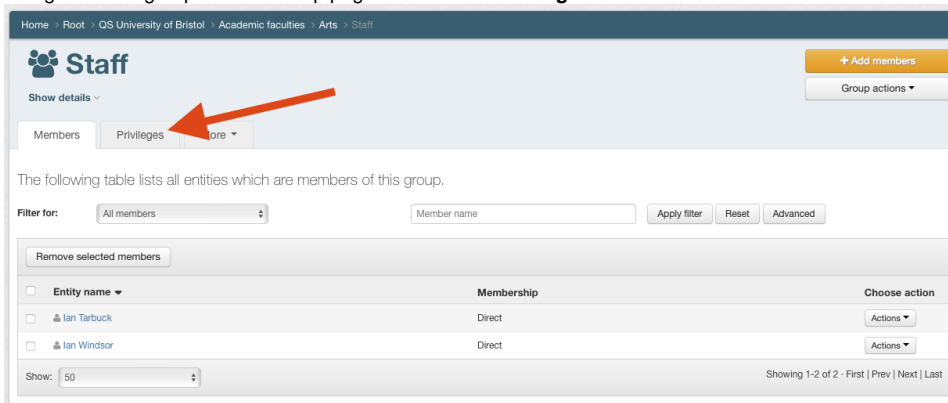 Home > Root > QS University of Bristol > Academic faculties > Arts > Staff
Staff
+ Add members
Show details
Group actions
Members Privileges More
The following table lists all entities which are members of this group.
Filter for: All members Member name Apply filter Reset Advanced
Remove selected members
Entity name Membership Choose action
Ian Tarbuck Direct Actions
Ian Windsor Direct Actions
Show: 50 Showing 1-2 of 2 · First | Prev | Next | Last